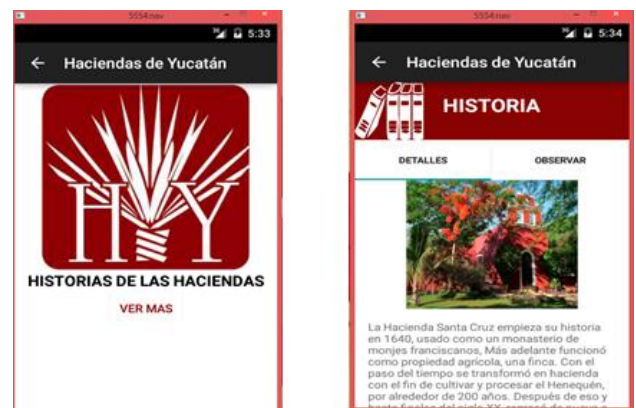 5554:nav
5:33
Haciendas de Yucatán
HY
HISTORIAS DE LAS HACIENDAS
VER MAS
5554:nav
5:34
Haciendas de Yucatán
HISTORIA
DETALLES
OBSERVAR
La Hacienda Santa Cruz empieza su historia
en 1640, usado como un monasterio de
monjes franciscanos, Más adelante funcionó
como propiedad agrícola, una finca. Con el
paso del tiempo se transformó en hacienda
con el fin de cultivar y procesar el Henequén,
por alrededor de 200 años. Después de eso y